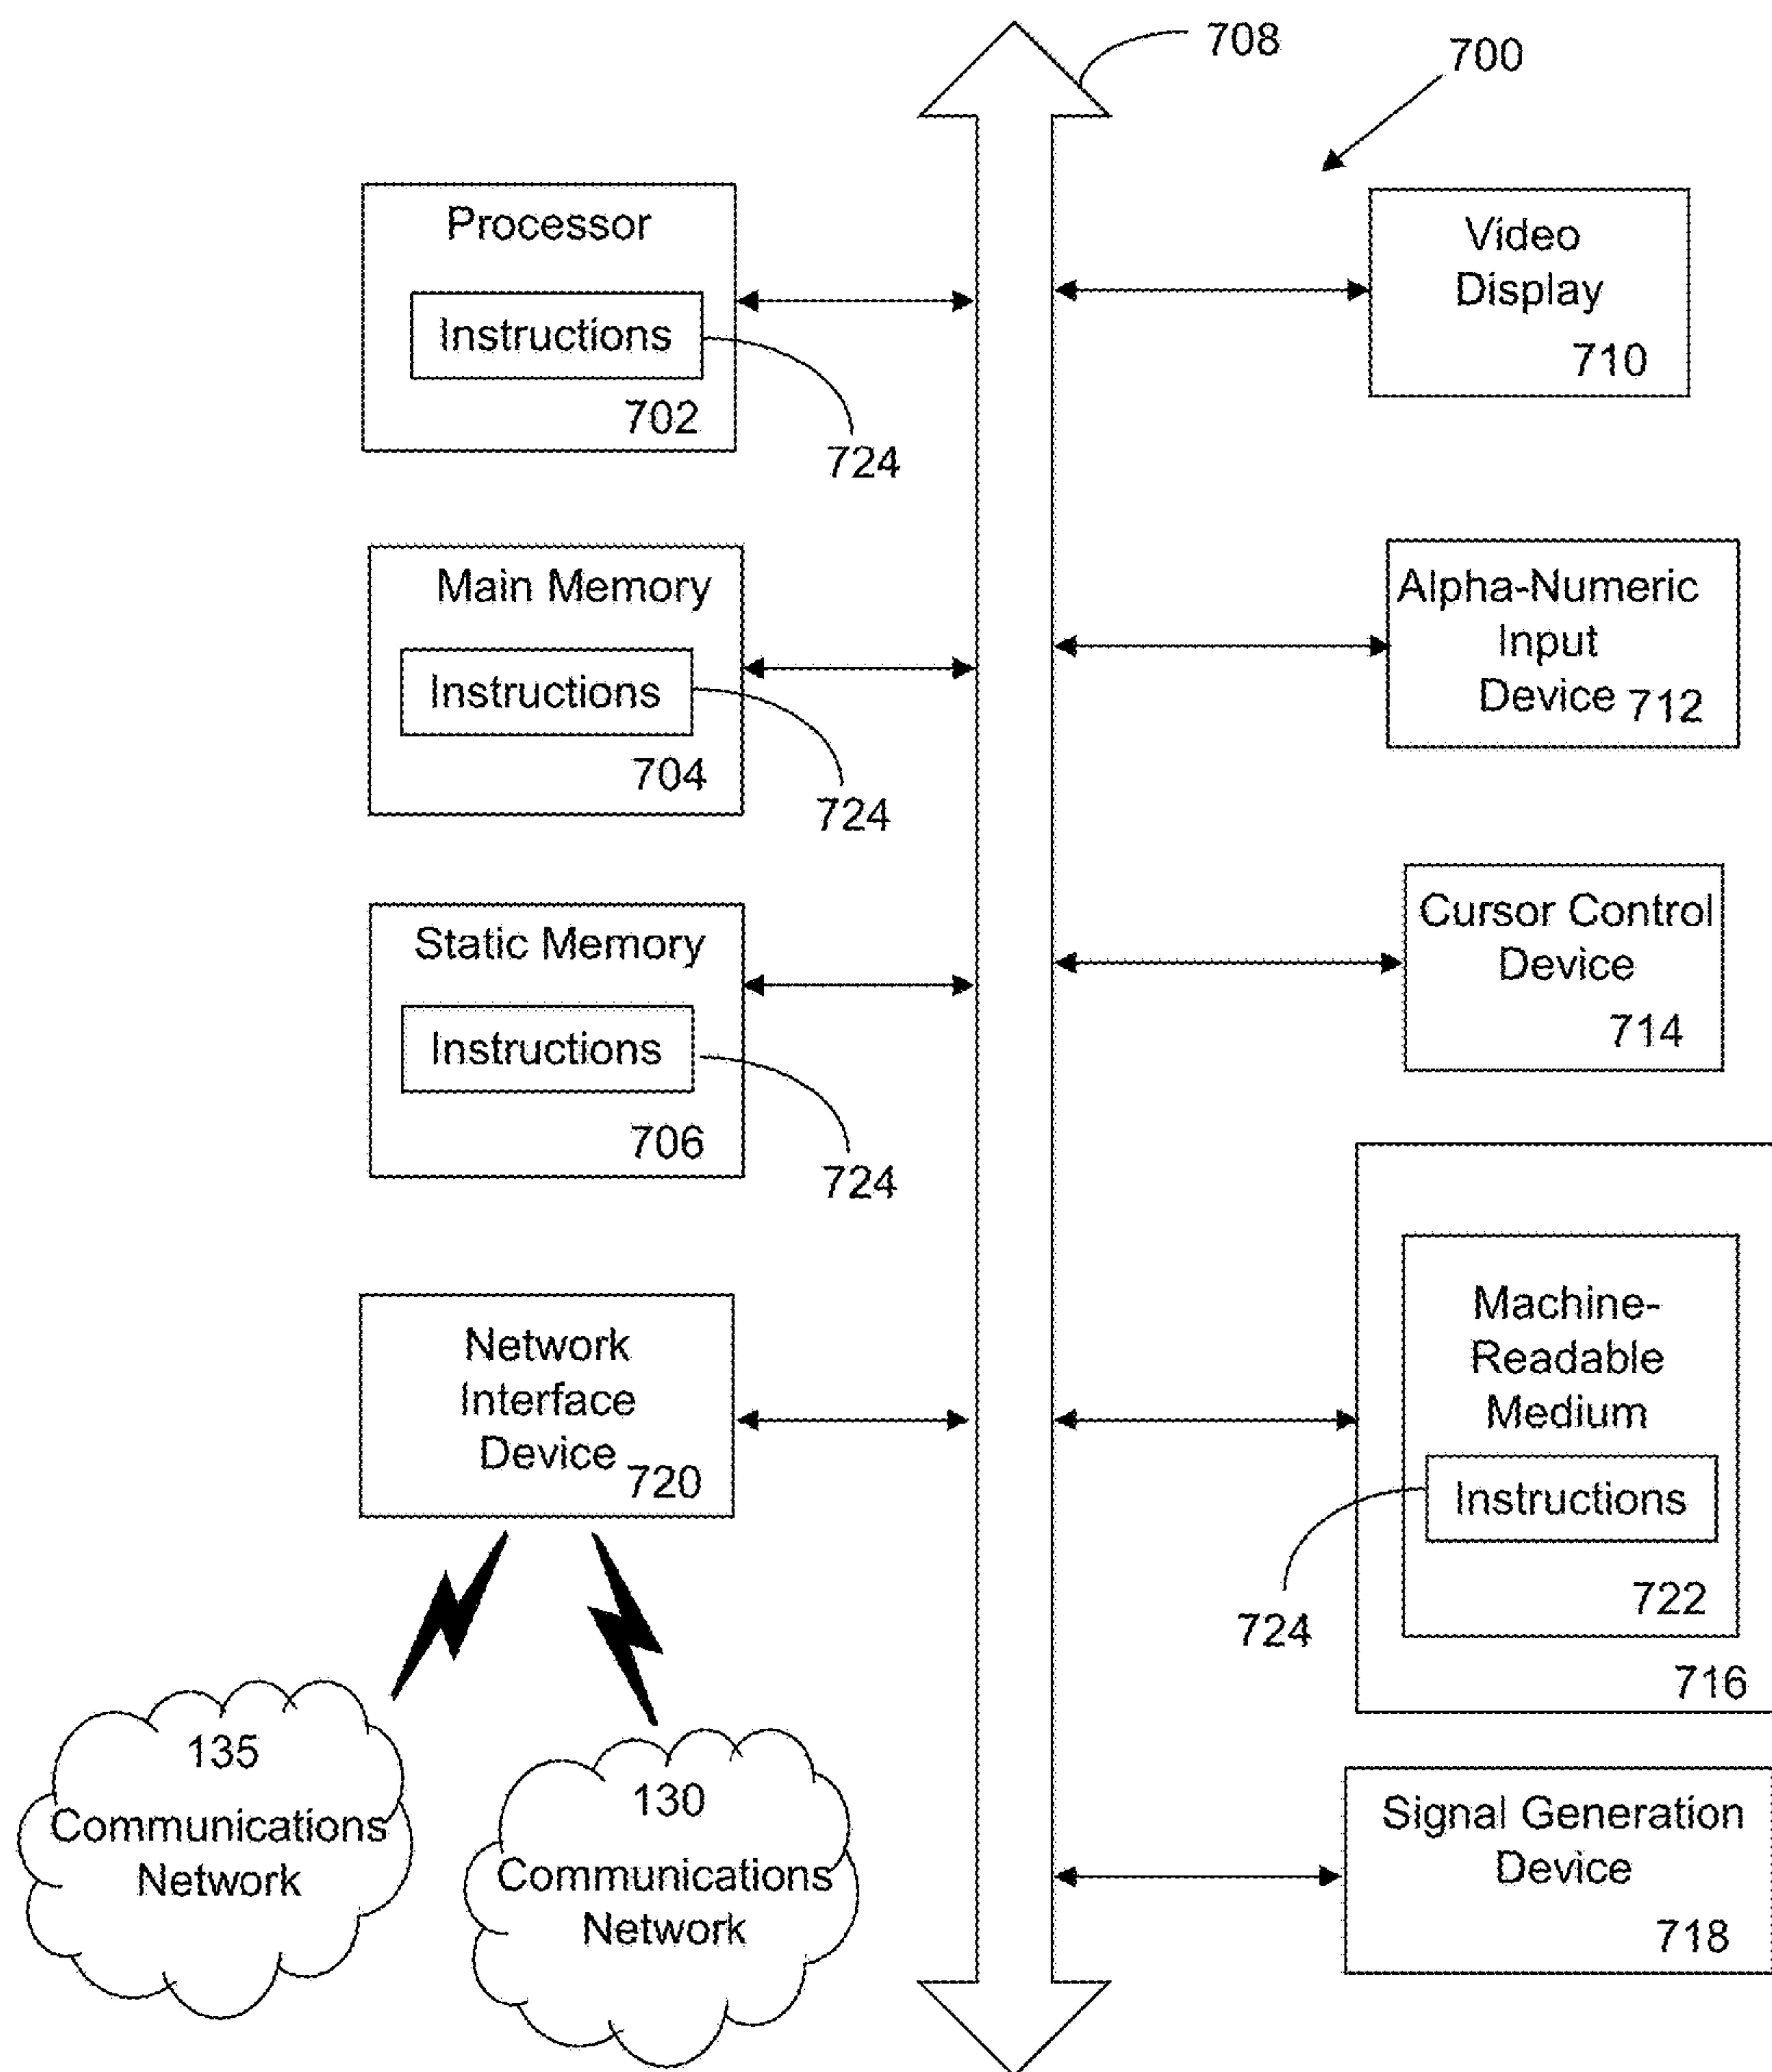 708
700
Processor
Instructions
702
724
Video
Display
710
Main Memory
Instructions
704
724
Alpha-Numeric
Input
Device 712
Static Memory
Instructions
706
724
Cursor Control
Device
714
Network
Interface
Device 720
Machine-
Readable
Medium
Instructions
722
724
716
135
Communications
Network
130
Communications
Network
Signal Generation
Device
718